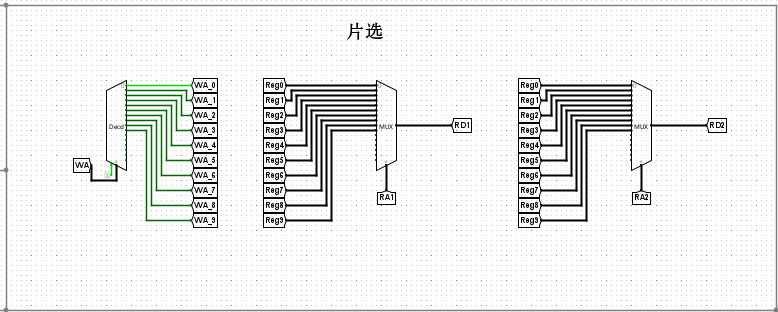 片选
WA
Decd
WA_0
WA_1
WA_2
WA_3
WA_4
WA_5
WA_6
WA_7
WA_8
WA_9
Reg0
Reg1
Reg2
Reg3
Reg4
Reg5
Reg6
Reg7
Reg8
Reg9
MUX
RD1
RA1
Reg0
Reg1
Reg2
Reg3
Reg4
Reg5
Reg6
Reg7
Reg8
Reg9
MUX
RD2
RA2